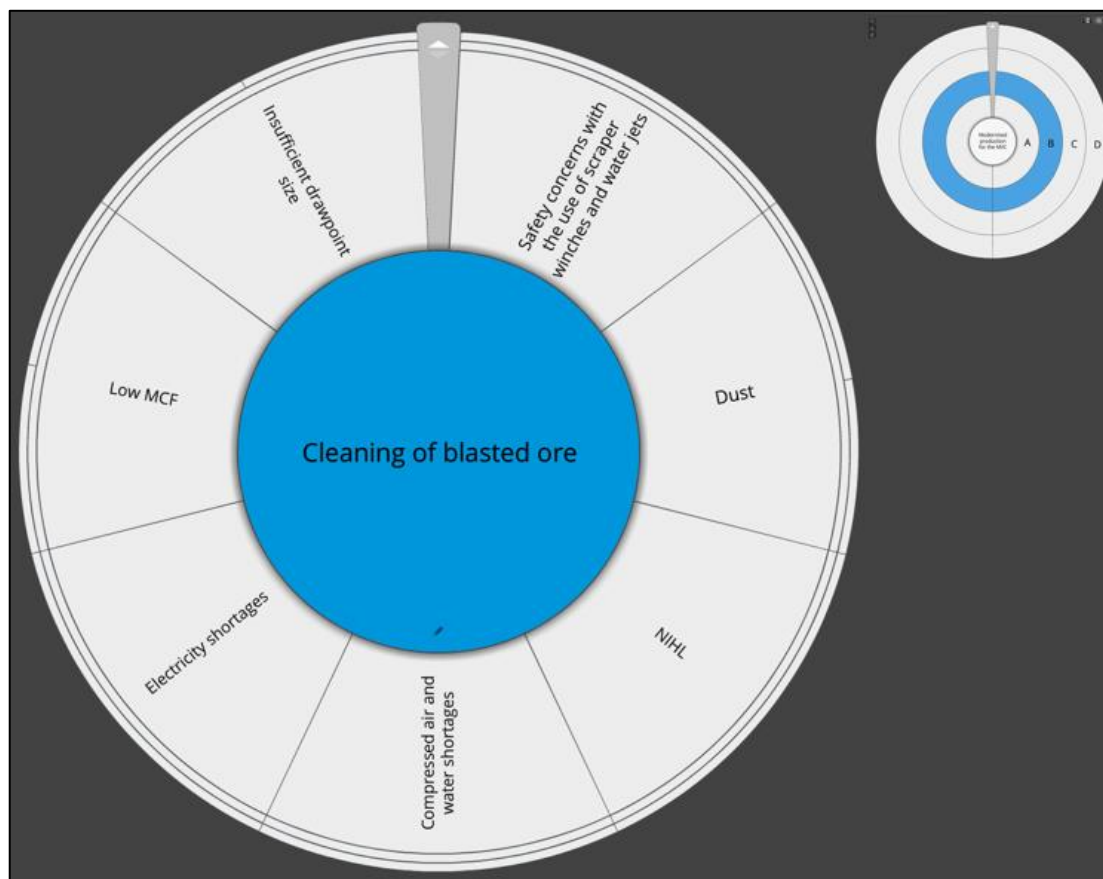 Cleaning of blasted ore
Safety concerns with
the use of scraper
winches and water jets
Dust
NIHL
Compressed air and
water shortages
Electricity shortages
Low MCF
Insufficient drawpoint
size
A
B
C
D